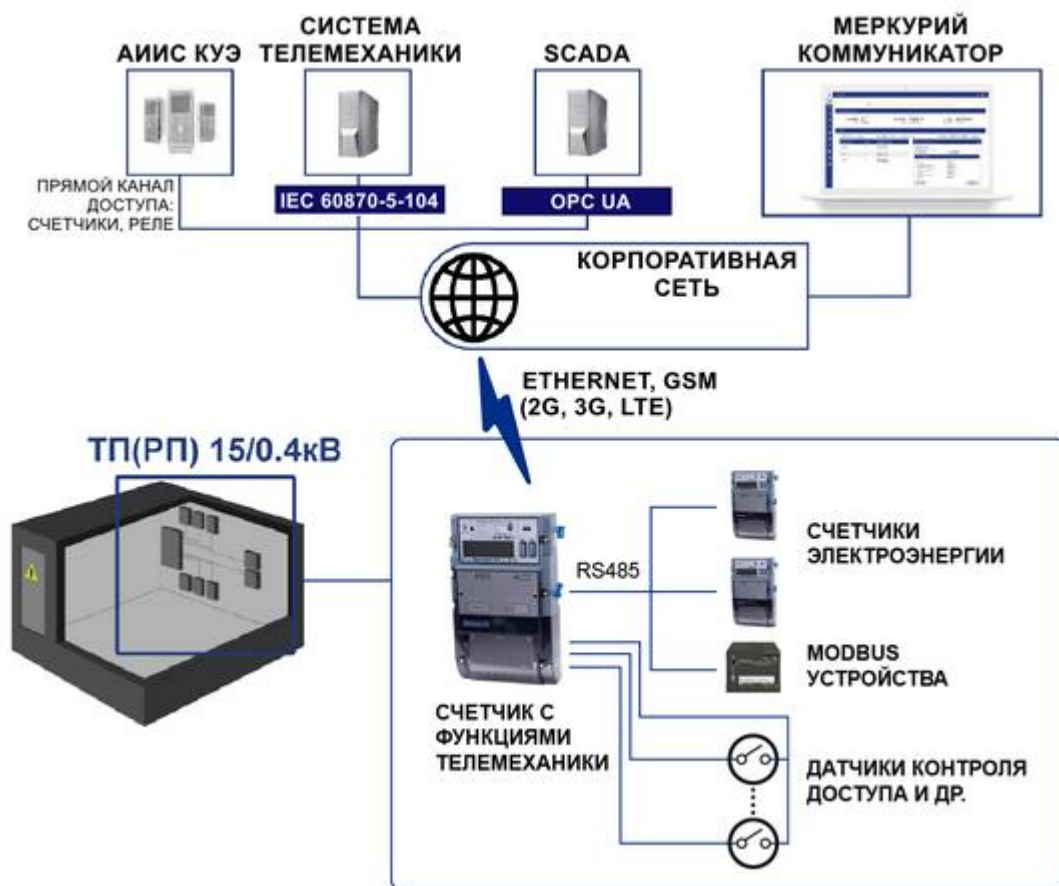 АИИС КУЭ
СИСТЕМА
ТЕЛЕМЕХАНИКИ
SCADA
МЕРКУРИЙ
КОММУНИКАТОР
ПРЯМОЙ КАНАЛ
ДОСТУПА:
СЧЕТЧИКИ, РЕЛЕ
IEC 60870-5-104
OPC UA
КОРПОРАТИВНАЯ
СЕТЬ
ETHERNET, GSM
(2G, 3G, LTE)
ТП(РП) 15/0.4кВ
RS485
СЧЕТЧИКИ
ЭЛЕКТРОЭНЕРГИИ
MODBUS
УСТРОЙСТВА
СЧЕТЧИК С
ФУНКЦИЯМИ
ТЕЛЕМЕХАНИКИ
ДАТЧИКИ КОНТРОЛЯ
ДОСТУПА И ДР.